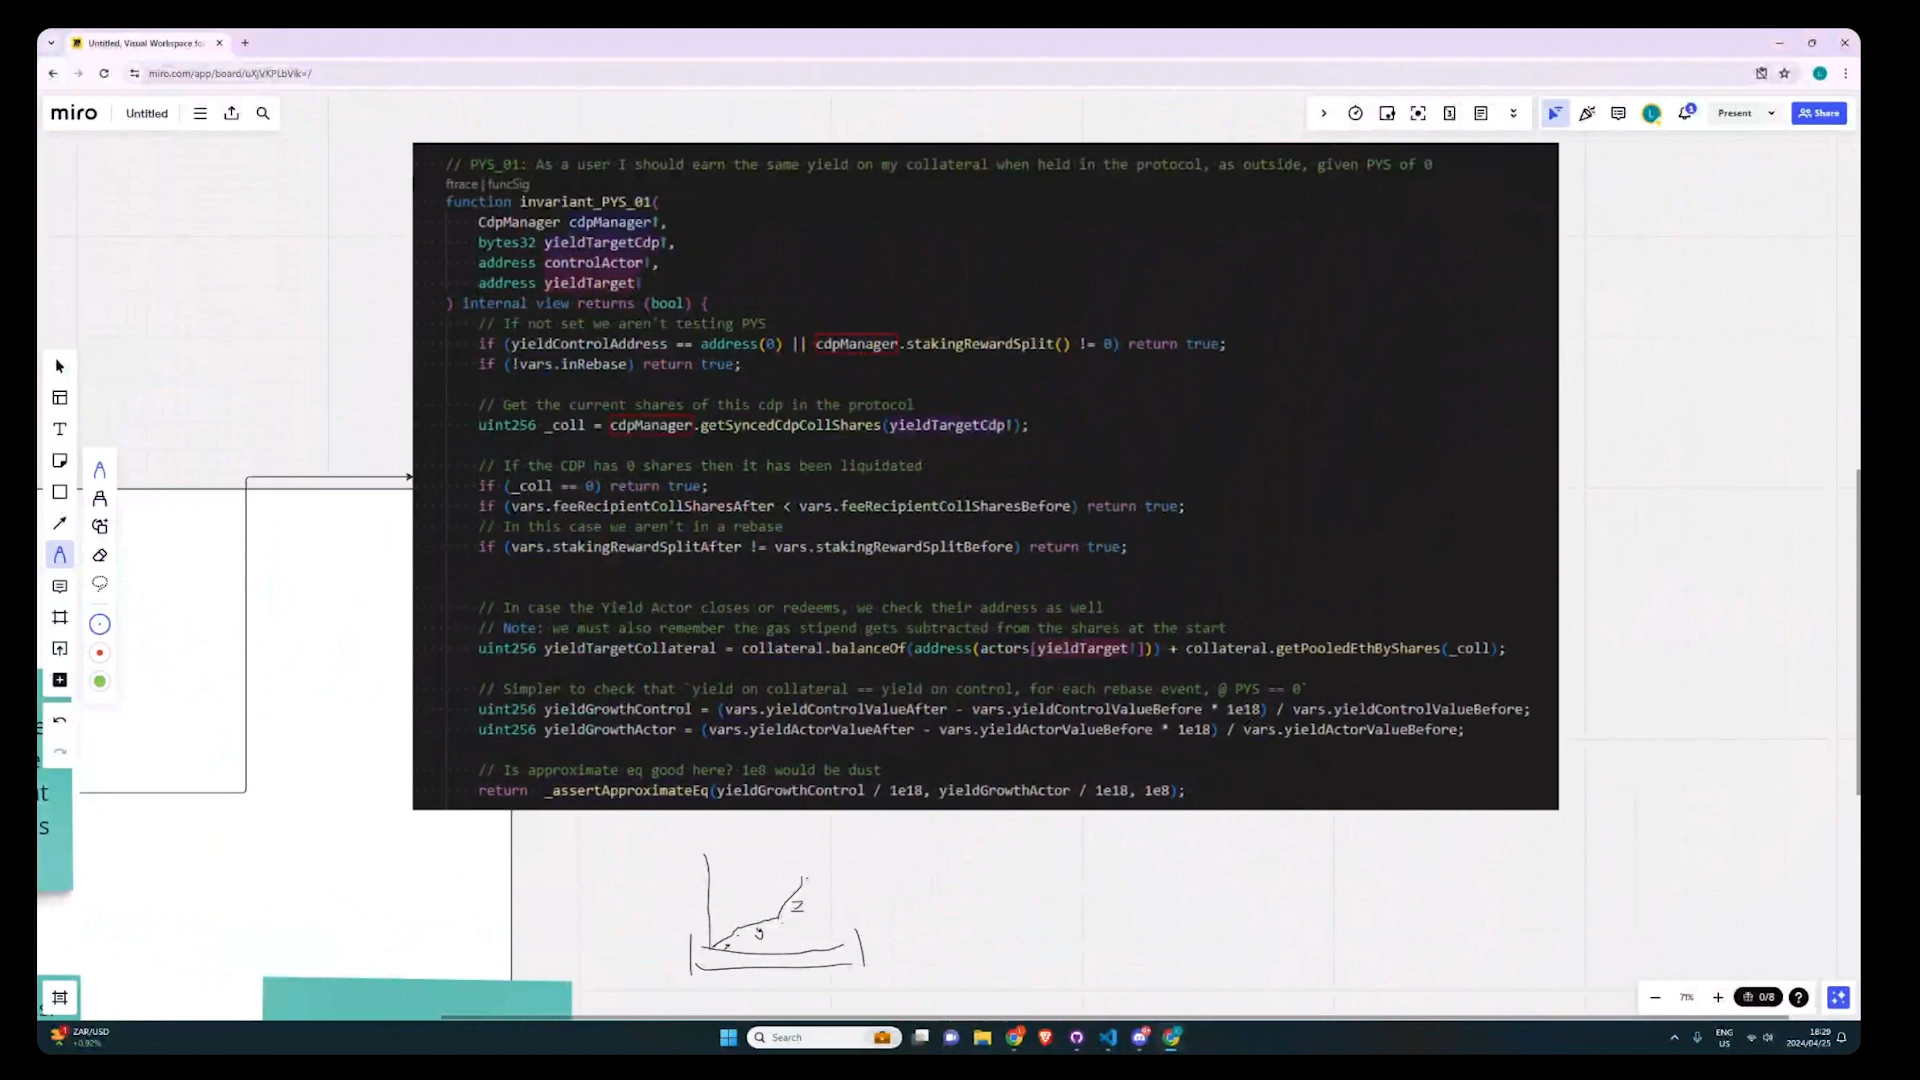 Untitled, Visual Workspace fo
miro.com/app/board/uXjVKPLbVlk=/
miro
Untitled
Present
Share
// PYS_01: As a user I should earn the same yield on my collateral when held in the protocol, as outside, given PYS of 0
ftrace | funcSig
function invariant_PYS_01(
CdpManager cdpManager↑,
bytes32 yieldTargetCdp↑,
address controlActor↑,
address yieldTarget↑
) internal view returns (bool) {
// If not set we aren't testing PYS
if (yieldControlAddress == address(0) || cdpManager.stakingRewardSplit() != 0) return true;
if (!vars.inRebase) return true;
// Get the current shares of this cdp in the protocol
uint256 _coll = cdpManager.getSyncedCdpCollShares(yieldTargetCdp↑);
// If the CDP has 0 shares then it has been liquidated
if (_coll == 0) return true;
if (vars.feeRecipientCollSharesAfter < vars.feeRecipientCollSharesBefore) return true;
// In this case we aren't in a rebase
if (vars.stakingRewardSplitAfter != vars.stakingRewardSplitBefore) return true;
// In case the Yield Actor closes or redeems, we check their address as well
// Note: we must also remember the gas stipend gets subtracted from the shares at the start
uint256 yieldTargetCollateral = collateral.balanceOf(address(actors[yieldTarget↑])) + collateral.getPooledEthByShares(_coll);
// Simpler to check that `yield on collateral == yield on control, for each rebase event, @ PYS == 0`
uint256 yieldGrowthControl = (vars.yieldControlValueAfter - vars.yieldControlValueBefore * 1e18) / vars.yieldControlValueBefore;
uint256 yieldGrowthActor = (vars.yieldActorValueAfter - vars.yieldActorValueBefore * 1e18) / vars.yieldActorValueBefore;
// Is approximate eq good here? 1e8 would be dust
return _assertApproximateEq(yieldGrowthControl / 1e18, yieldGrowthActor / 1e18, 1e8);
x
y
z
71%
0/8
ZAR/USD
+0.92%
Search
ENG
US
18:29
2024/04/25